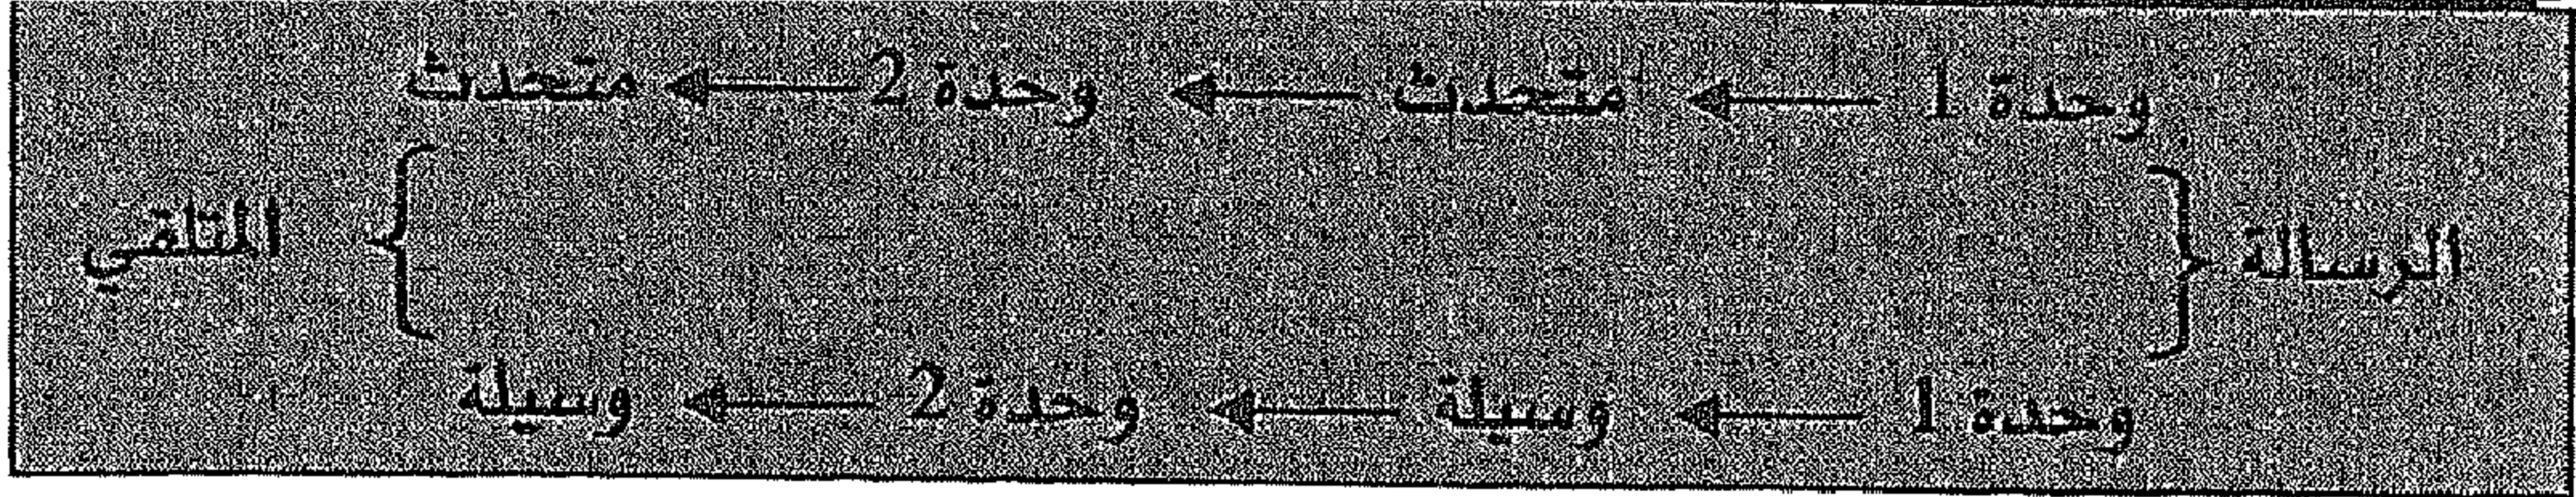 وحدة 1 ← متحدث ← وحدة 2 ← متحدث
الرسالة { } المتلقي
وحدة 1 ← وسيلة ← وحدة 2 ← وسيلة